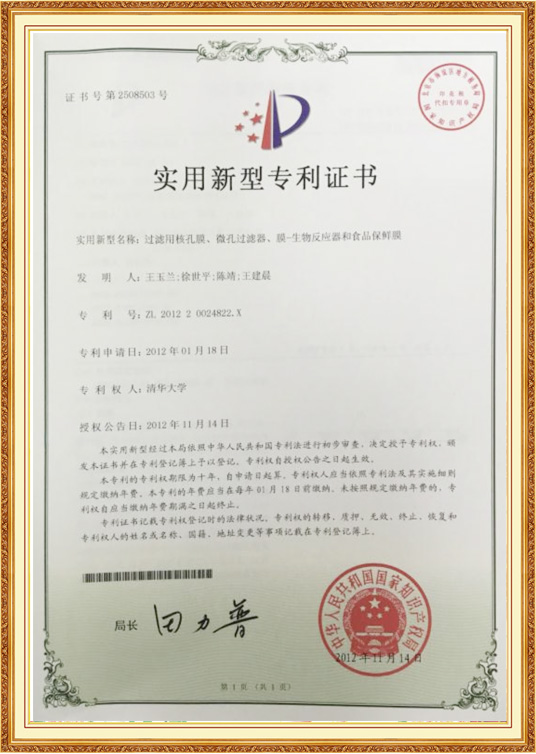 证书号第2508503号
实用新型专利证书
实用新型名称：过滤用核孔膜、微孔过滤器、膜-生物反应器和食品保鲜膜
发 明 人：王玉兰;徐世平;陈靖;王建晨
专 利 号：ZL 2012 2 0024822.X
专利申请日：2012年01月18日
专 利 权 人：清华大学
授权公告日：2012年11月14日
本实用新型经过本局依照中华人民共和国专利法进行初步审查，决定授予专利权，颁
发本证书并在专利登记簿上予以登记。专利权自授权公告之日起生效。
本专利的专利权期限为十年，自申请日起算。专利权人应当依照专利法及其实施细则
规定缴纳年费。本专利的年费应当在每年01月18日前缴纳。未按照规定缴纳年费的，专
利权自应当缴纳年费期满之日起终止。
专利证书记载专利权登记时的法律状况。专利权的转移、质押、无效、终止、恢复和
专利权人的姓名或名称、国籍、地址变更等事项记载在专利登记簿上。
局长 田力普
中华人民共和国国家知识产权局
2012年11月14日
第1页（共1页）